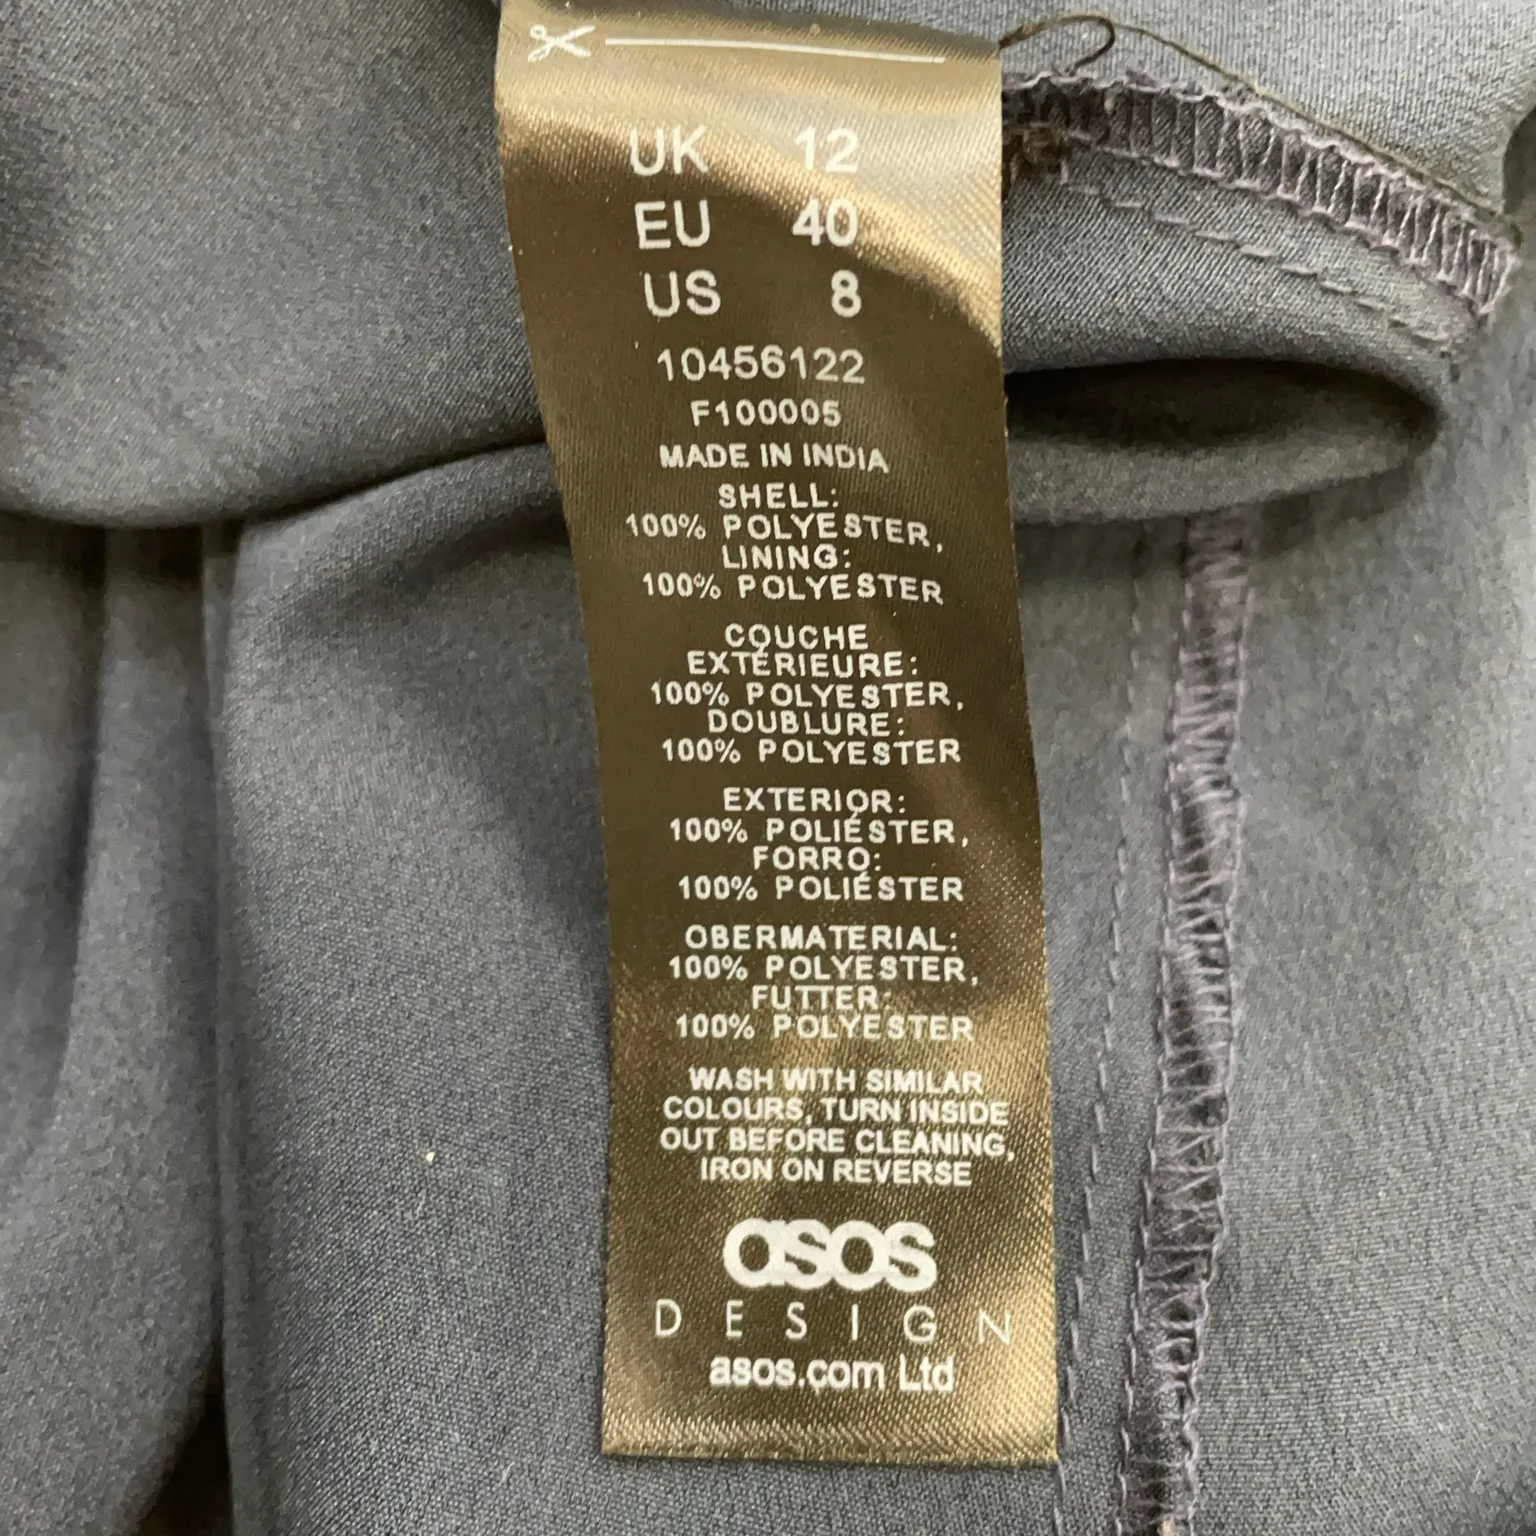 UK 12
EU 40
US 8
10456122
F100005
MADE IN INDIA
SHELL:
100% POLYESTER,
LINING:
100% POLYESTER
COUCHE
EXTÉRIEURE:
100% POLYESTER,
DOUBLURE:
100% POLYESTER
EXTERIOR:
100% POLIÉSTER,
FORRO:
100% POLIÉSTER
OBERMATERIAL:
100% POLYESTER,
FUTTER:
100% POLYESTER
WASH WITH SIMILAR
COLOURS, TURN INSIDE
OUT BEFORE CLEANING,
IRON ON REVERSE
asos
DESIGN
asos.com Ltd